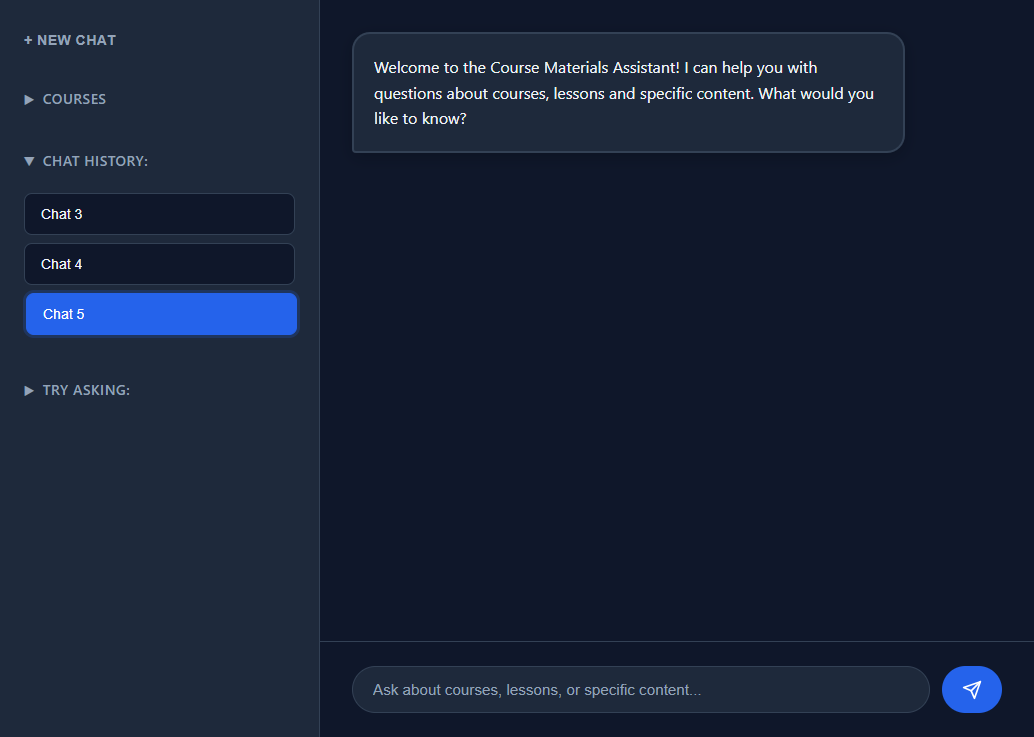 + NEW CHAT
▶ COURSES
▼ CHAT HISTORY:
Chat 3
Chat 4
Chat 5
▶ TRY ASKING:
Welcome to the Course Materials Assistant! I can help you with
questions about courses, lessons and specific content. What would you
like to know?
Ask about courses, lessons, or specific content...